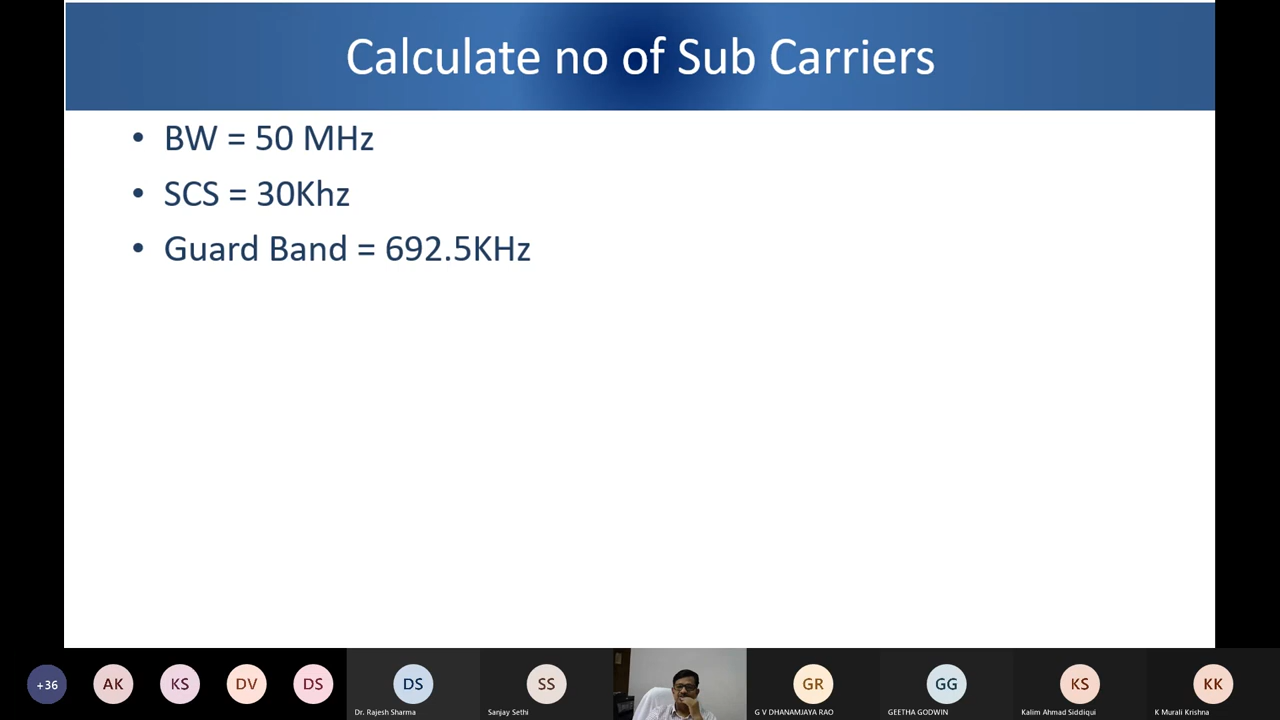 Calculate no of Sub Carriers
• BW = 50 MHz
• SCS = 30Khz
• Guard Band = 692.5KHz
+36
AK
KS
DV
DS
DS
SS
GR
GG
KS
KK
Dr. Rajesh Sharma
Sanjay Sethi
G V DHANAMJAYA RAO
GEETHA GODWIN
Kalim Ahmad Siddiqui
K Murali Krishna